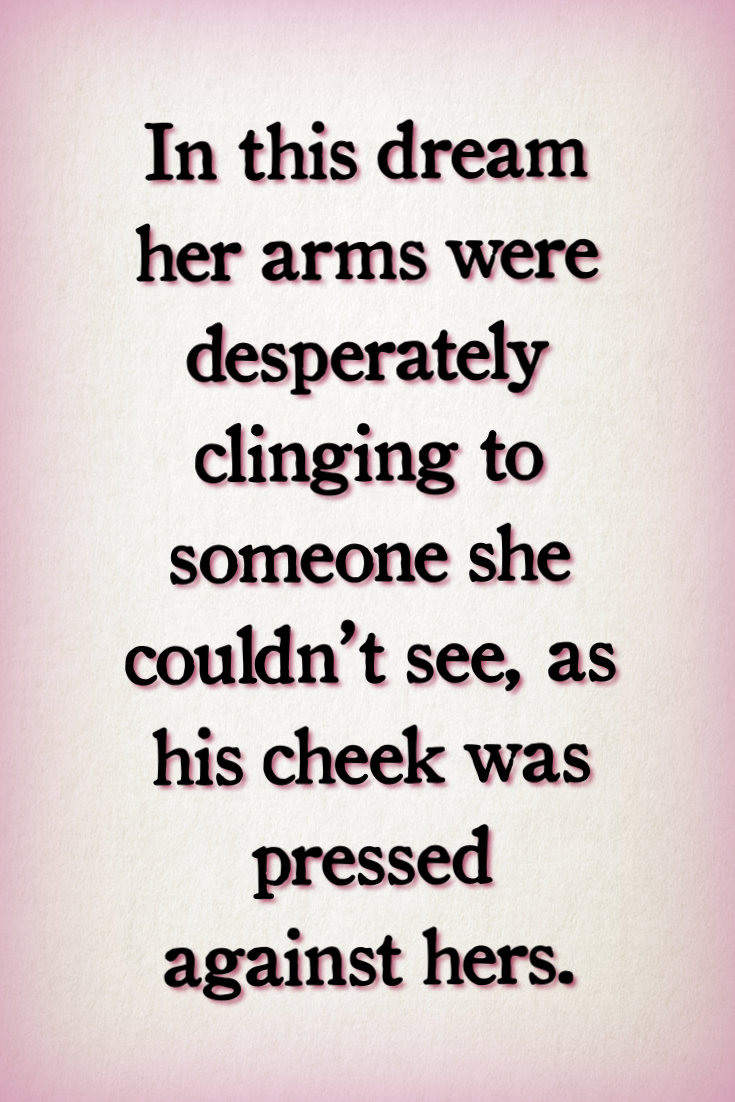 In this dream
her arms were
desperately
clinging to
someone she
couldn’t see, as
his cheek was
pressed
against hers.